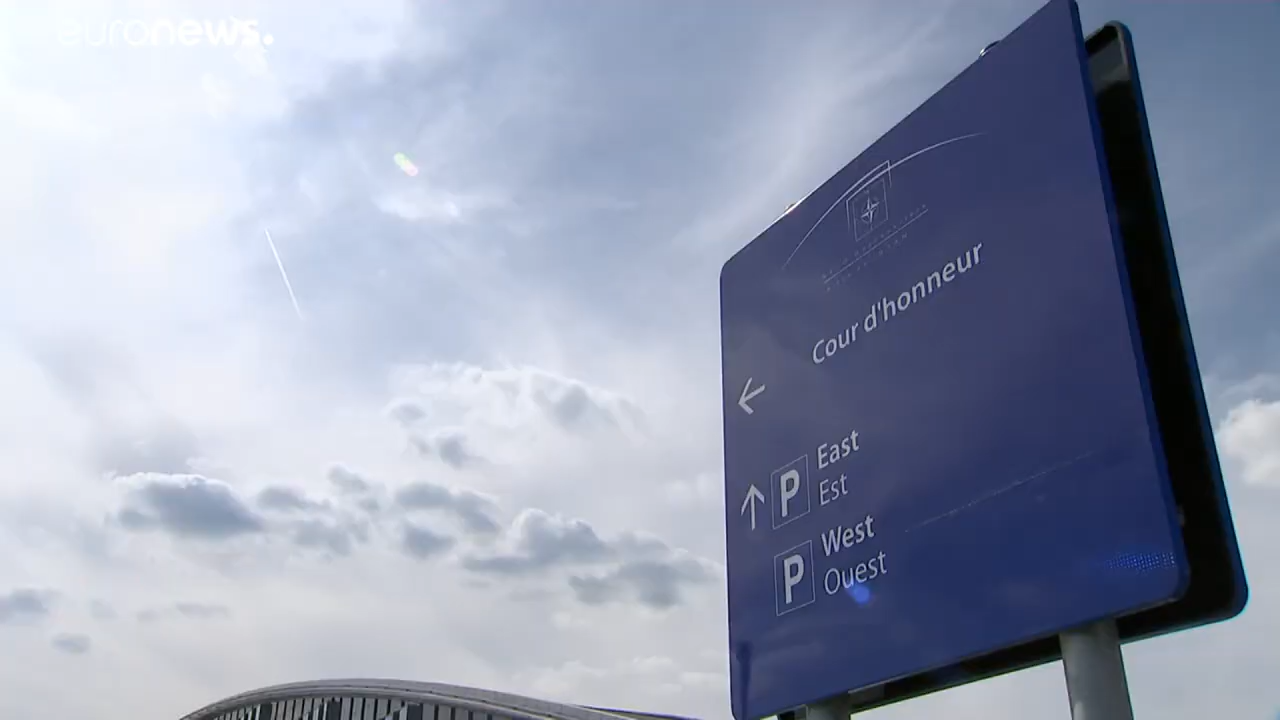 euronews.
Cour d'honneur
East
P Est
West
P Ouest